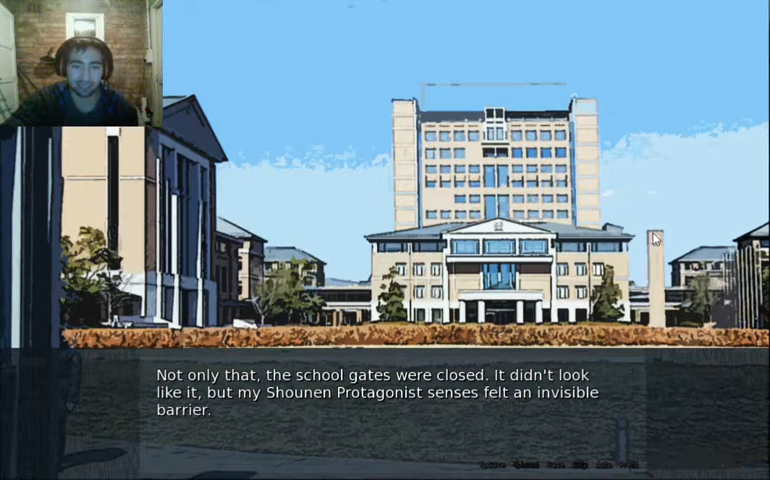 Not only that, the school gates were closed. It didn't look
like it, but my Shounen Protagonist senses felt an invisible
barrier.